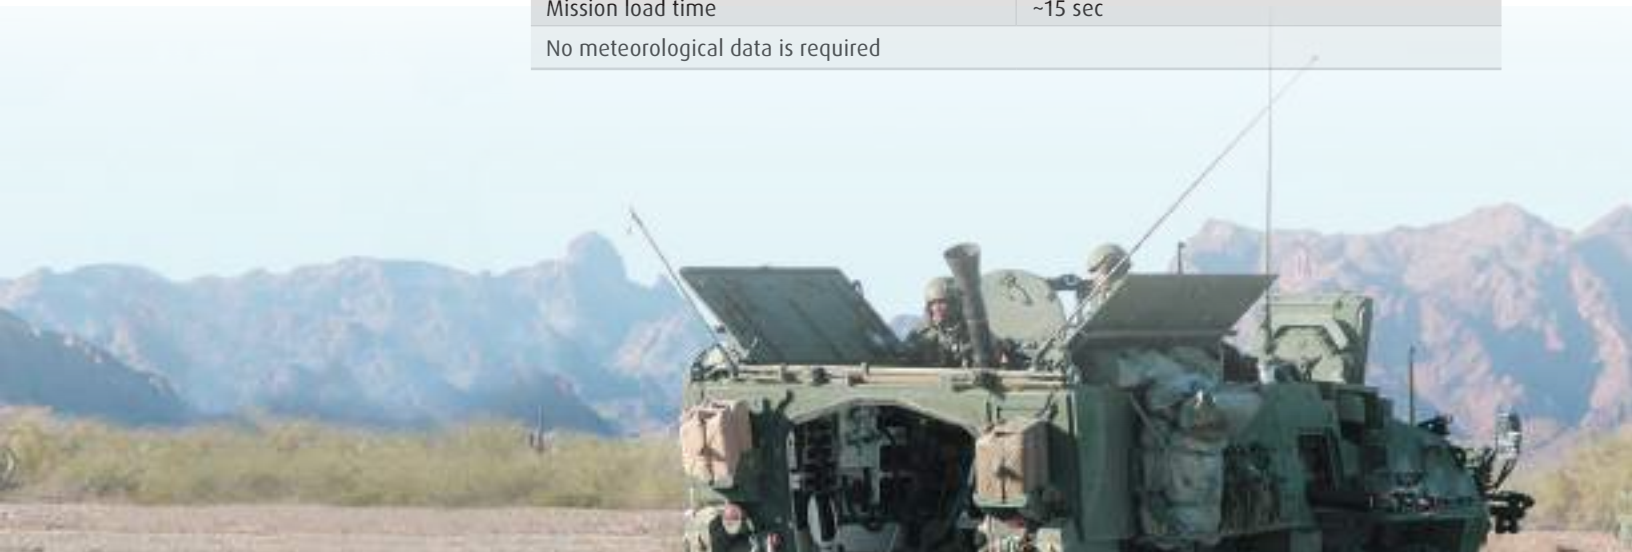 Mission load time ~15 sec
No meteorological data is required